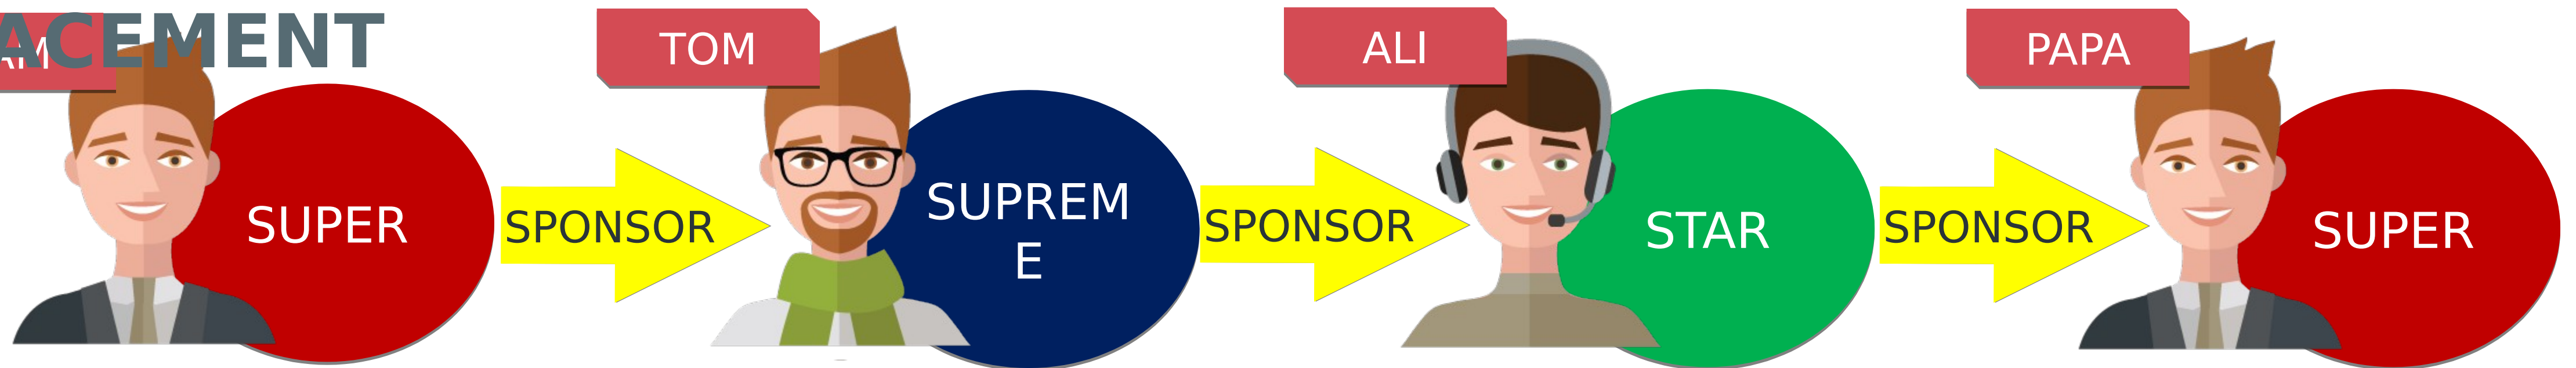 ACEMENT
TOM
ALI
PAPA
SUPER
SPONSOR
SUPREM
E
SPONSOR
STAR
SPONSOR
SUPER